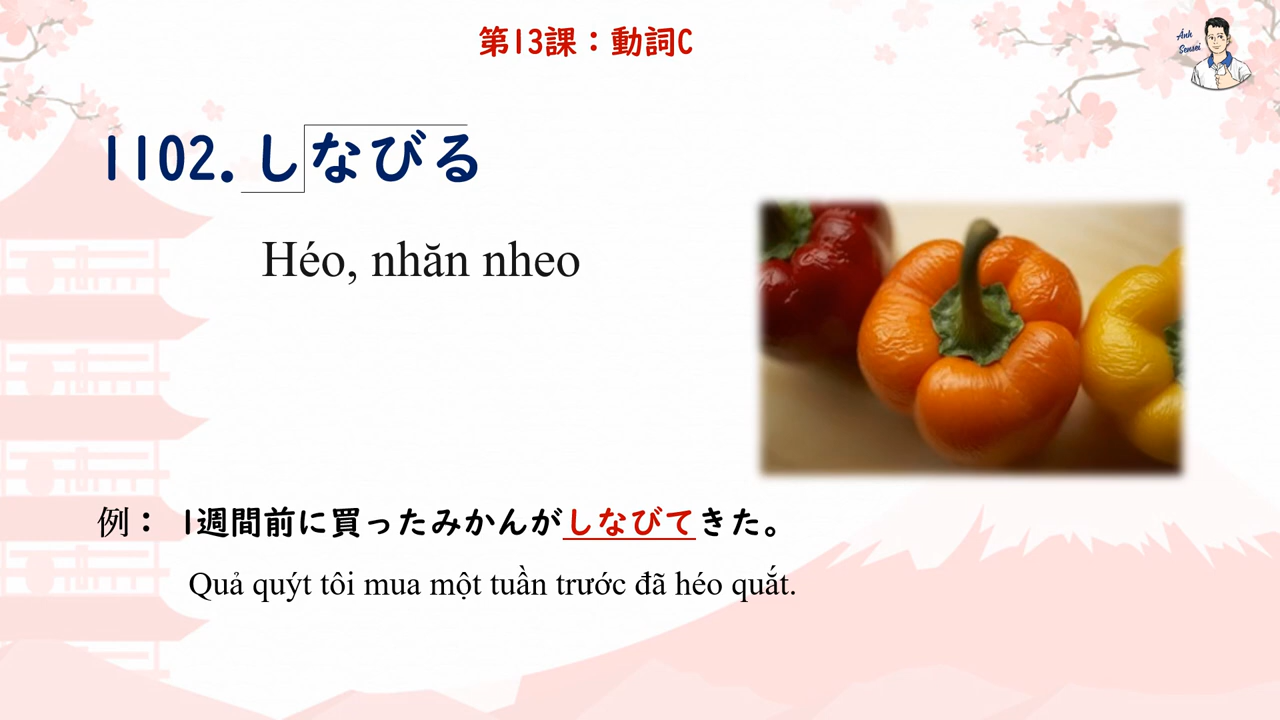 第13課：動詞C
Ánh
Sensei
1102. しなびる
Héo, nhăn nheo
例： 1週間前に買ったみかんがしなびてきた。
Quả quýt tôi mua một tuần trước đã héo quắt.